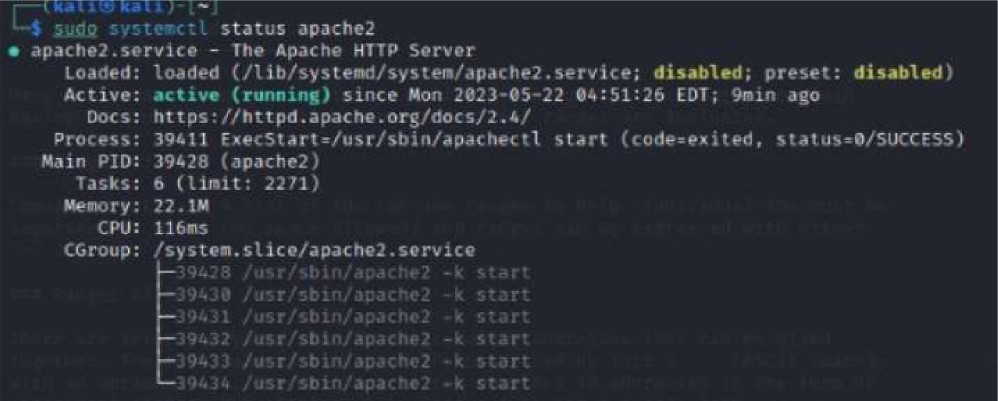 (kali㉿kali)-[~]
$ sudo systemctl status apache2
● apache2.service - The Apache HTTP Server
Loaded: loaded (/lib/systemd/system/apache2.service; disabled; preset: disabled)
Active: active (running) since Mon 2023-05-22 04:51:26 EDT; 9min ago
Docs: https://httpd.apache.org/docs/2.4/
Process: 39411 ExecStart=/usr/sbin/apachectl start (code=exited, status=0/SUCCESS)
Main PID: 39428 (apache2)
Tasks: 6 (limit: 2271)
Memory: 22.1M
CPU: 116ms
CGroup: /system.slice/apache2.service
├─39428 /usr/sbin/apache2 -k start
├─39430 /usr/sbin/apache2 -k start
├─39431 /usr/sbin/apache2 -k start
├─39432 /usr/sbin/apache2 -k start
├─39433 /usr/sbin/apache2 -k start
└─39434 /usr/sbin/apache2 -k start